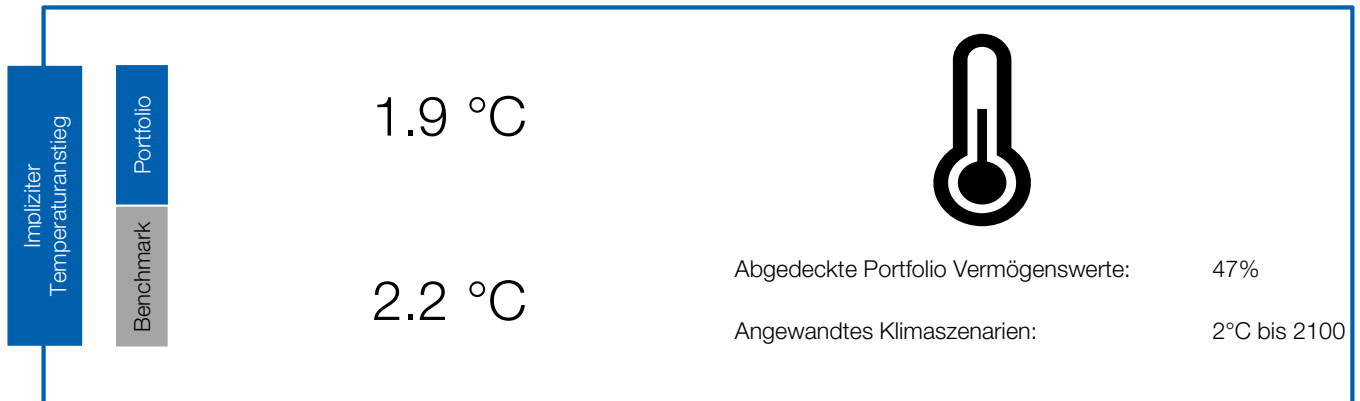 Impliziter
Temperaturanstieg
Portfolio
1.9 °C
Benchmark
2.2 °C
Abgedeckte Portfolio Vermögenswerte: 47%
Angewandtes Klimaszenarien: 2°C bis 2100